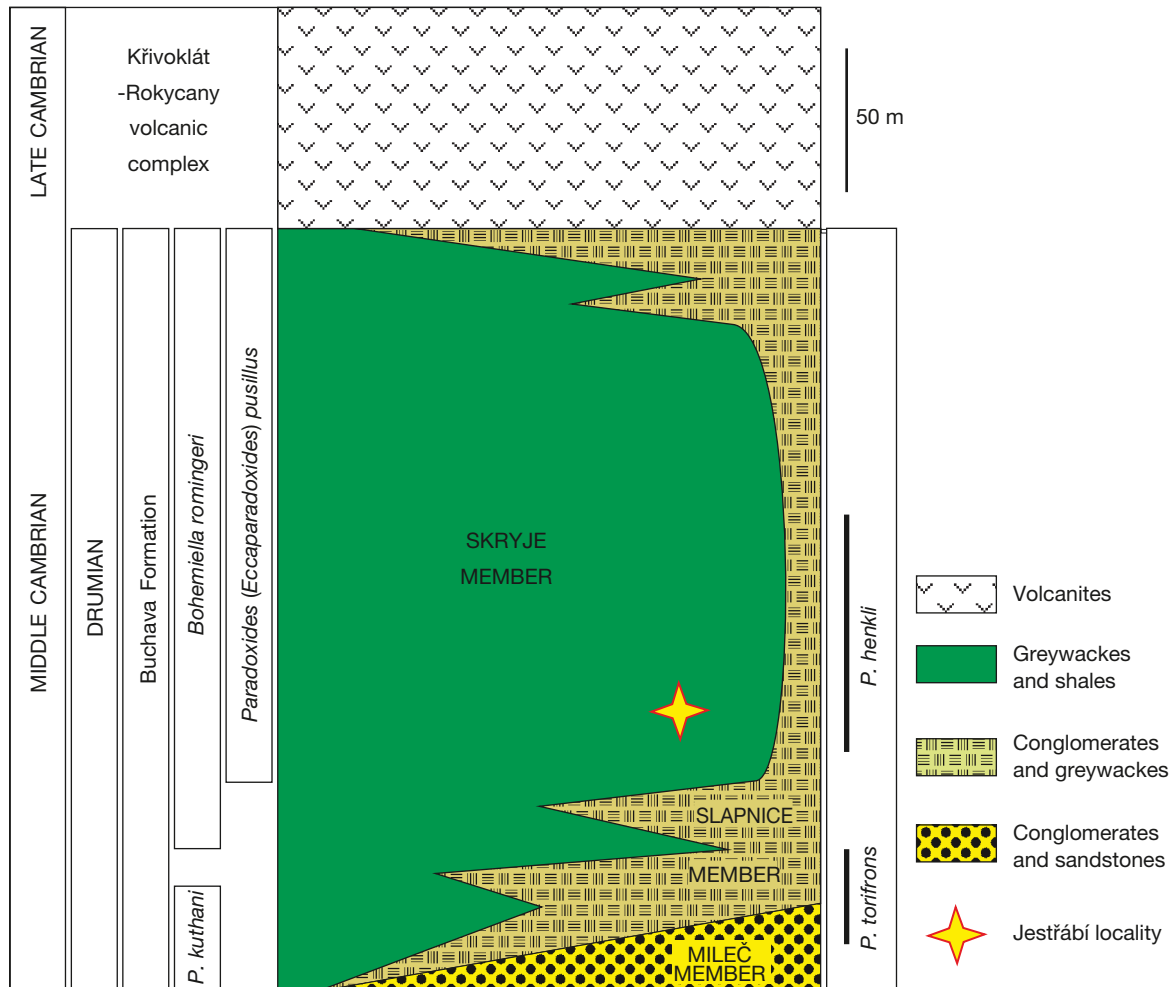 LATE CAMBRIAN
Křivoklát
-Rokycany
volcanic
complex
50 m
MIDDLE CAMBRIAN
DRUMIAN
Buchava Formation
Bohemiella romingeri
P. kuthani
Paradoxides (Eccaparadoxides) pusillus
SKRYJE
MEMBER
SLAPNICE
MEMBER
MILEČ
MEMBER
P. henkli
P. torifrons
Volcanites
Greywackes
and shales
Conglomerates
and greywackes
Conglomerates
and sandstones
Jestřábí locality